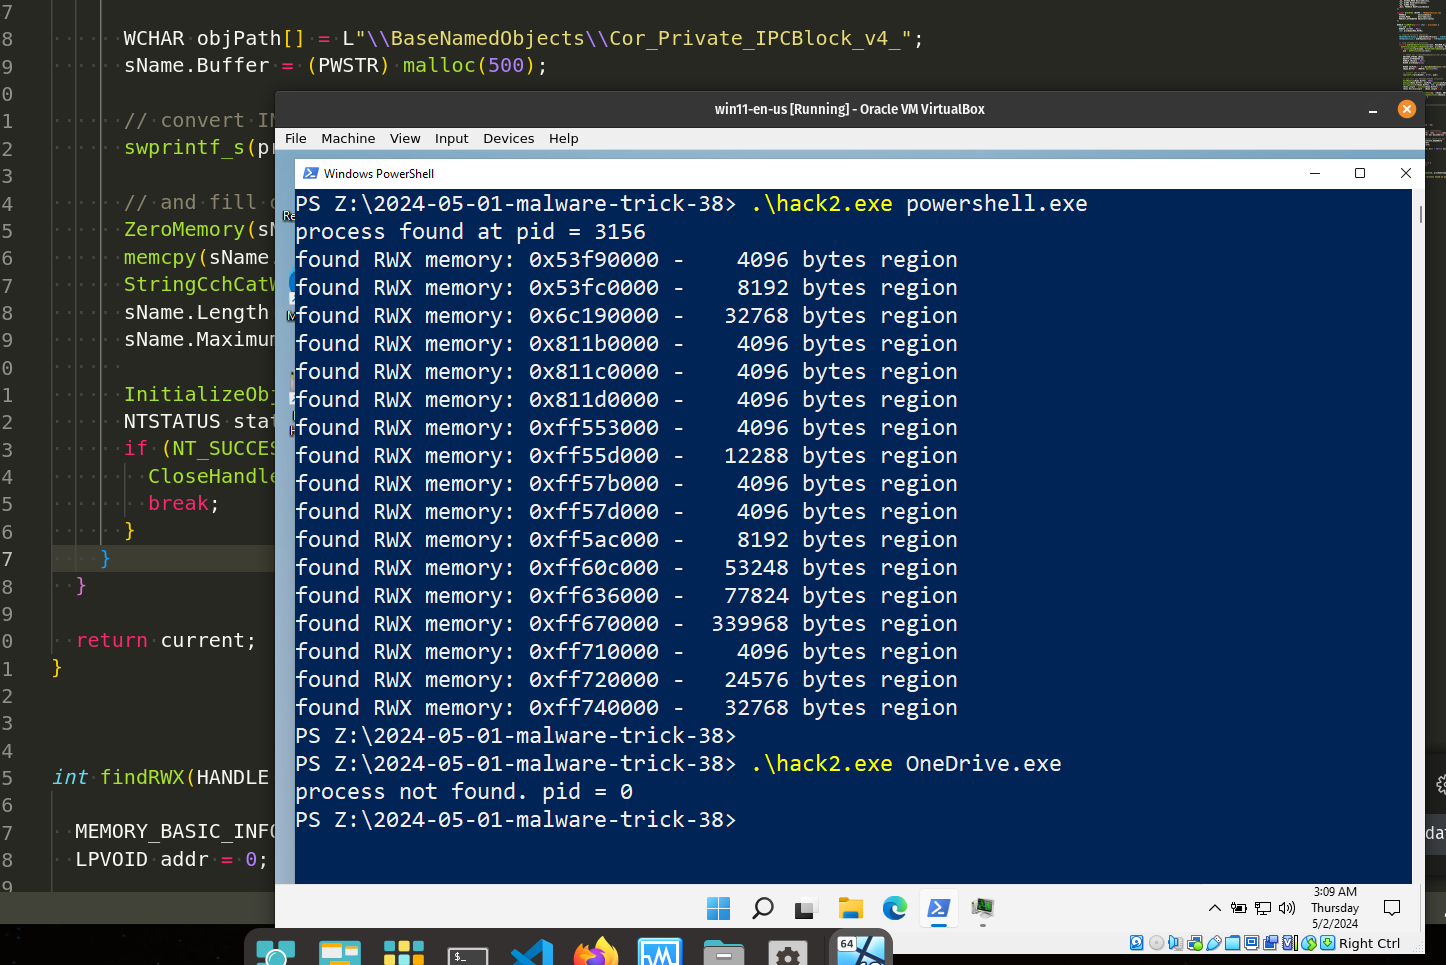 7
8 WCHAR objPath[] = L"\\BaseNamedObjects\\Cor_Private_IPCBlock_v4_";
9 sName.Buffer = (PWSTR) malloc(500);
0
win11-en-us [Running] - Oracle VM VirtualBox
1 // convert
2 swprintf_s(
3
4 // and fill
5 ZeroMemory(
6 memcpy(sName.
7 StringCchCat
8 sName.Length
9 sName.Maximum
0
1 InitializeObj
2 NTSTATUS stat
3 if (NT_SUCCES
4 CloseHandle
5 break;
6 }
7 }
8 }
9
0 return current;
1 }
2
3
4
5 int findRWX(HANDLE
6
7 MEMORY_BASIC_INFO
8 LPVOID addr = 0;
9
File Machine View Input Devices Help
Windows PowerShell
PS Z:\2024-05-01-malware-trick-38> .\hack2.exe powershell.exe
process found at pid = 3156
found RWX memory: 0x53f90000 - 4096 bytes region
found RWX memory: 0x53fc0000 - 8192 bytes region
found RWX memory: 0x6c190000 - 32768 bytes region
found RWX memory: 0x811b0000 - 4096 bytes region
found RWX memory: 0x811c0000 - 4096 bytes region
found RWX memory: 0x811d0000 - 4096 bytes region
found RWX memory: 0xff553000 - 4096 bytes region
found RWX memory: 0xff55d000 - 12288 bytes region
found RWX memory: 0xff57b000 - 4096 bytes region
found RWX memory: 0xff57d000 - 4096 bytes region
found RWX memory: 0xff5ac000 - 8192 bytes region
found RWX memory: 0xff60c000 - 53248 bytes region
found RWX memory: 0xff636000 - 77824 bytes region
found RWX memory: 0xff670000 - 339968 bytes region
found RWX memory: 0xff710000 - 4096 bytes region
found RWX memory: 0xff720000 - 24576 bytes region
found RWX memory: 0xff740000 - 32768 bytes region
PS Z:\2024-05-01-malware-trick-38>
PS Z:\2024-05-01-malware-trick-38> .\hack2.exe OneDrive.exe
process not found. pid = 0
PS Z:\2024-05-01-malware-trick-38>
3:09 AM
Thursday
5/2/2024
Right Ctrl
64